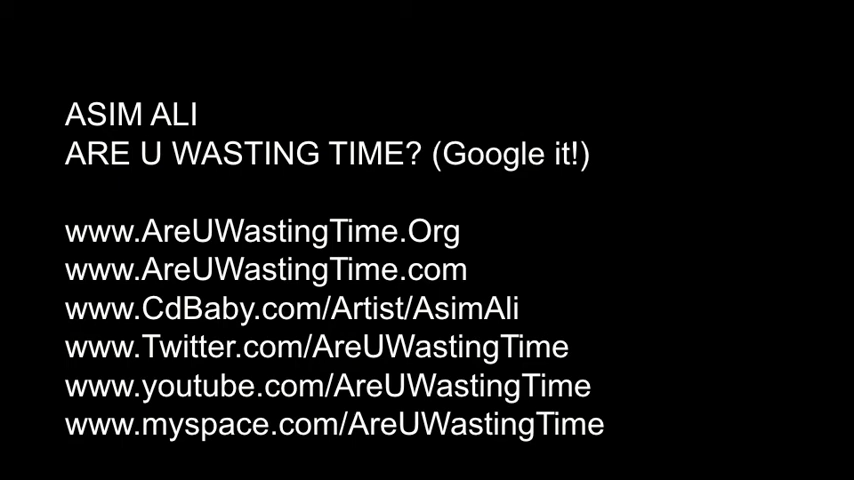 ASIM ALI
ARE U WASTING TIME? (Google it!)
www.AreUWastingTime.Org
www.AreUWastingTime.com
www.CdBaby.com/Artist/AsimAli
www.Twitter.com/AreUWastingTime
www.youtube.com/AreUWastingTime
www.myspace.com/AreUWastingTime